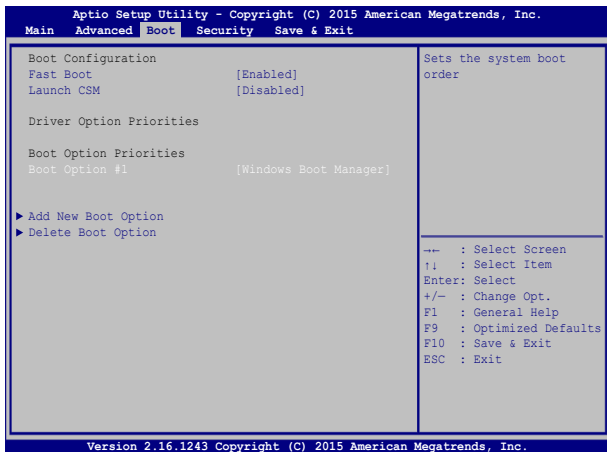 Aptio Setup Utility - Copyright (C) 2015 American Megatrends, Inc.
Main Advanced Boot Security Save & Exit
Boot Configuration
Fast Boot [Enabled]
Launch CSM [Disabled]
Driver Option Priorities
Boot Option Priorities
Boot Option #1 [Windows Boot Manager]
▶ Add New Boot Option
▶ Delete Boot Option
Sets the system boot
order
→← : Select Screen
↑↓ : Select Item
Enter: Select
+/— : Change Opt.
F1 : General Help
F9 : Optimized Defaults
F10 : Save & Exit
ESC : Exit
Version 2.16.1243 Copyright (C) 2015 American Megatrends, Inc.